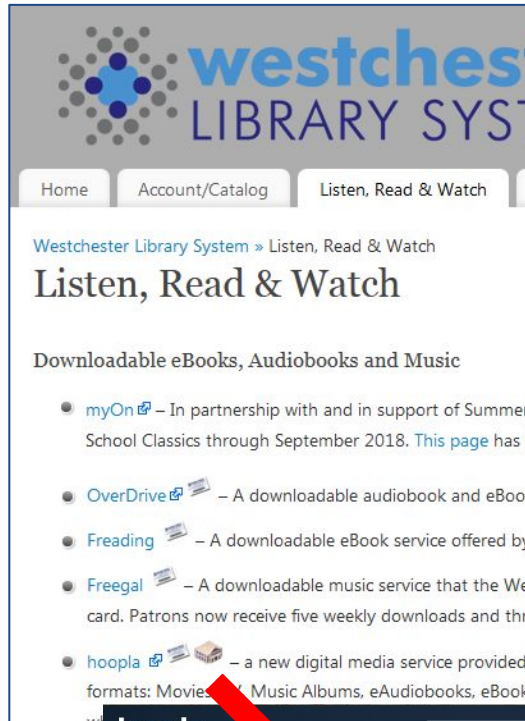 westches
LIBRARY SYS
Home Account/Catalog Listen, Read & Watch
Westchester Library System » Listen, Read & Watch
Listen, Read & Watch
Downloadable eBooks, Audiobooks and Music
myOn – In partnership with and in support of Summer
School Classics through September 2018. This page has
OverDrive – A downloadable audiobook and eBoo
Freading – A downloadable eBook service offered by
Freegal – A downloadable music service that the We
card. Patrons now receive five weekly downloads and thr
hoopla – a new digital media service provided
formats: Movies, Music Albums, eAudiobooks, eBook